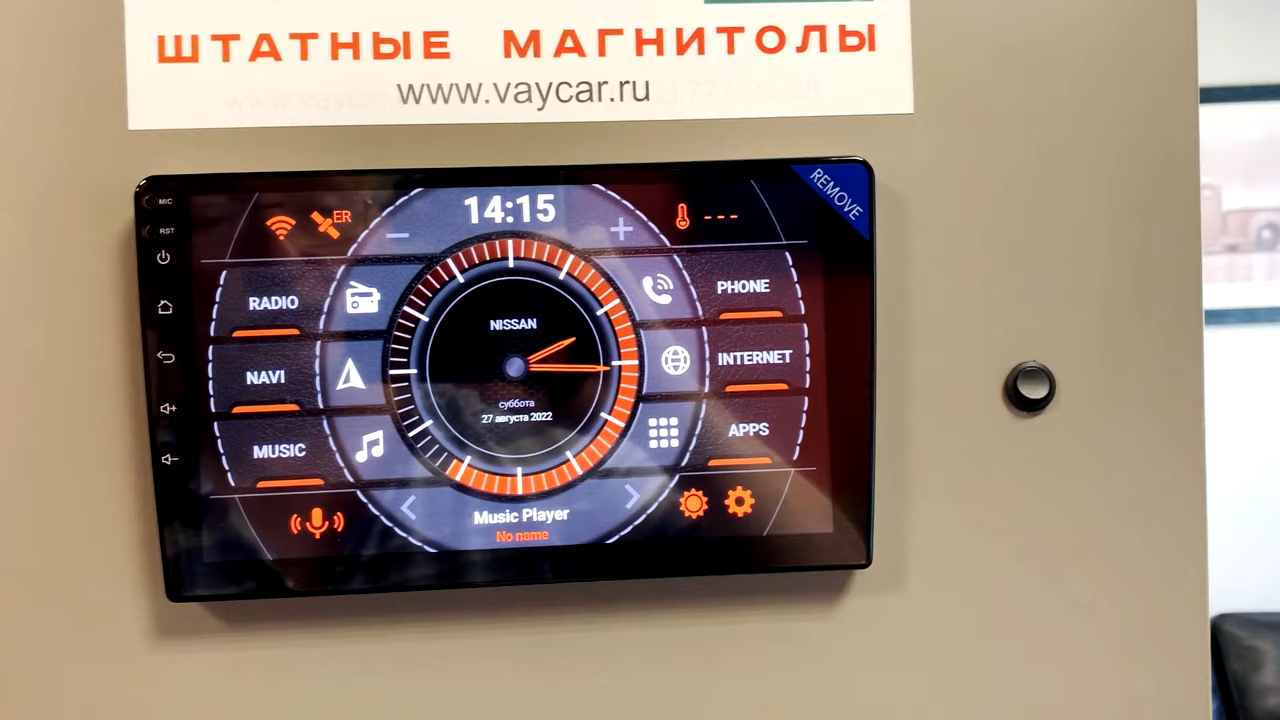 ШТАТНЫЕ МАГНИТОЛЫ
www.vaycar.ru
REMOVE
MIC
RST
ER
14:15
---
RADIO
PHONE
NISSAN
NAVI
INTERNET
суббота
27 августа 2022
MUSIC
APPS
Music Player
No name